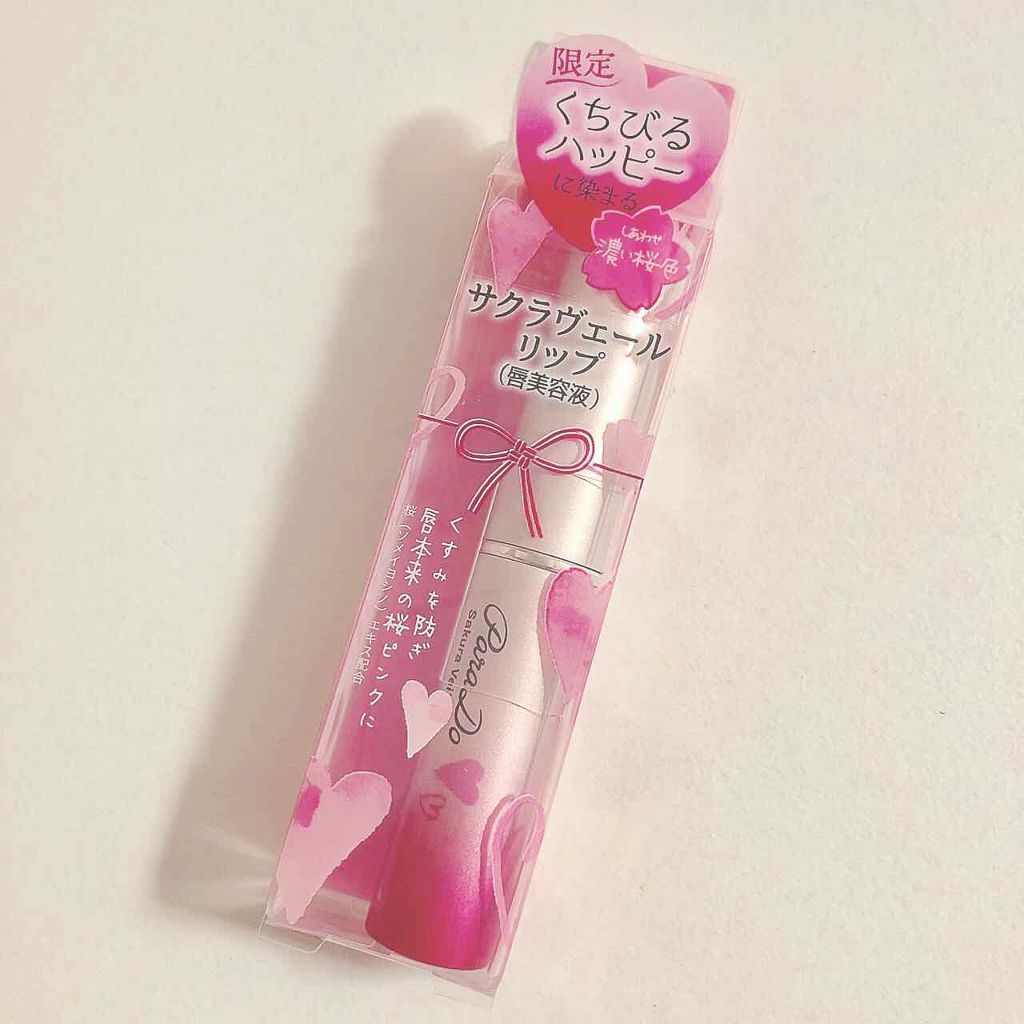 限定
くちびる
ハッピー
に染まる
しあわせ
濃い桜色
サクラヴェール
リップ
(唇美容液)
くすみを防ぎ
唇本来の桜ピンクに
桜(ソメイヨシノ)エキス配合
ParaDo
Sakura Veil